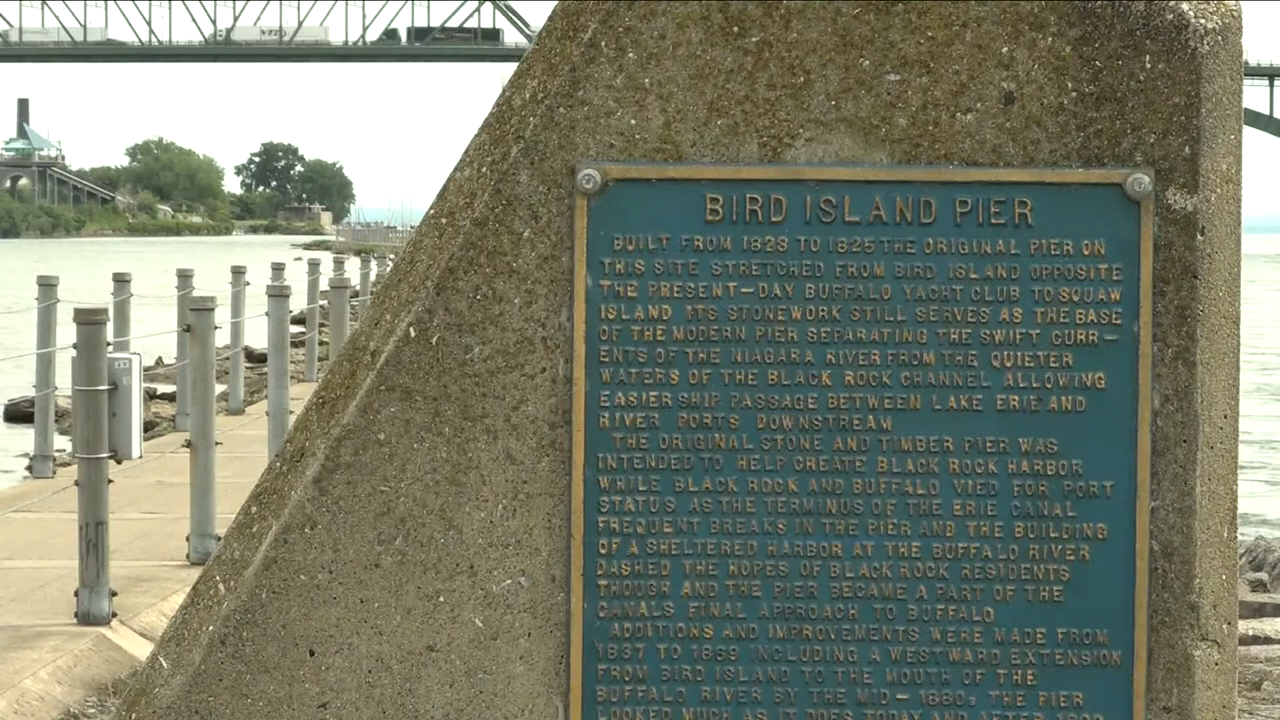 BIRD ISLAND PIER
BUILT FROM 1823 TO 1825 THE ORIGINAL PIER ON
THIS SITE STRETCHED FROM BIRD ISLAND OPPOSITE
THE PRESENT-DAY BUFFALO YACHT CLUB TO SQUAW
ISLAND ITS STONEWORK STILL SERVES AS THE BASE
OF THE MODERN PIER SEPARATING THE SWIFT CURR-
ENTS OF THE NIAGARA RIVER FROM THE QUIETER
WATERS OF THE BLACK ROCK CHANNEL ALLOWING
EASIER SHIP PASSAGE BETWEEN LAKE ERIE AND
RIVER PORTS DOWNSTREAM
THE ORIGINAL STONE AND TIMBER PIER WAS
INTENDED TO HELP CREATE BLACK ROCK HARBOR
WHILE BLACK ROCK AND BUFFALO VIED FOR PORT
STATUS AS THE TERMINUS OF THE ERIE CANAL
FREQUENT BREAKS IN THE PIER AND THE BUILDING
OF A SHELTERED HARBOR AT THE BUFFALO RIVER
DASHED THE HOPES OF BLACK ROCK RESIDENTS
THOUGH AND THE PIER BECAME A PART OF THE
CANALS FINAL APPROACH TO BUFFALO
ADDITIONS AND IMPROVEMENTS WERE MADE FROM
1837 TO 1869 INCLUDING A WESTWARD EXTENSION
FROM BIRD ISLAND TO THE MOUTH OF THE
BUFFALO RIVER BY THE MID-1880s THE PIER
LOOKED MUCH AS IT DOES TODAY AND AFTER